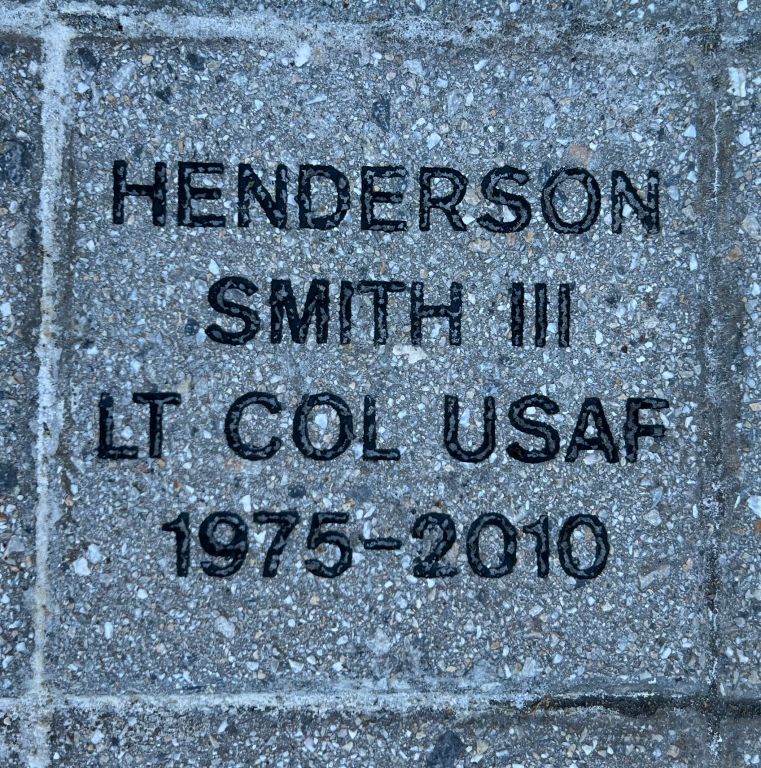 HENDERSON
SMITH III
LT COL USAF
1975-2010